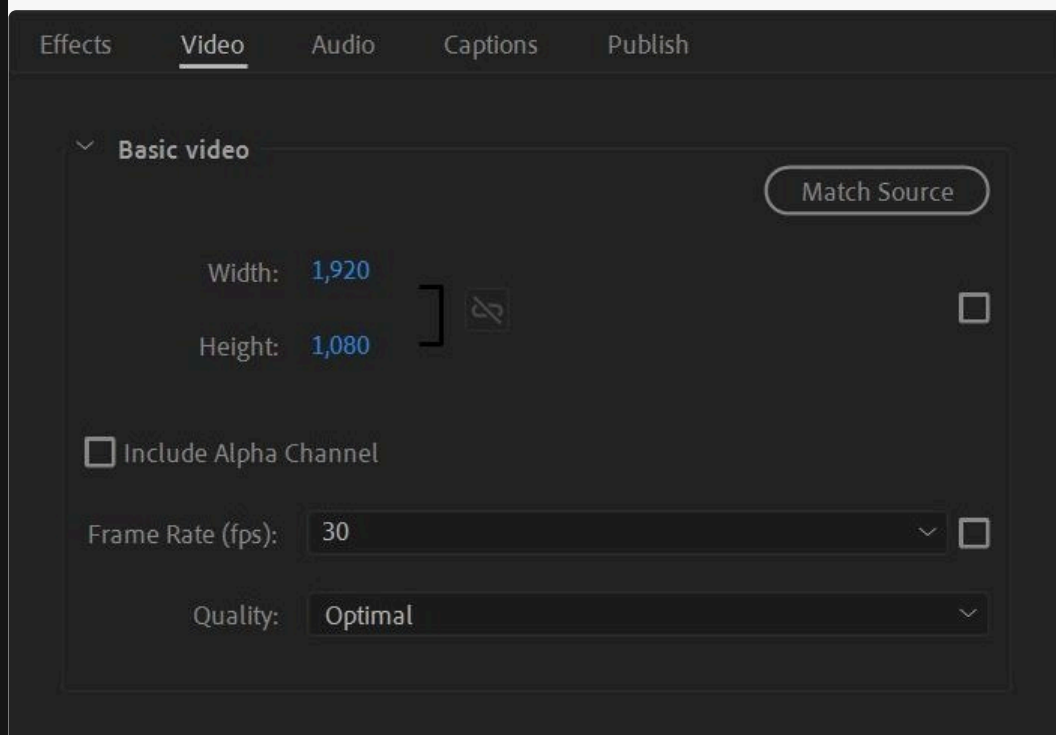 Effects Video Audio Captions Publish
Basic video
Match Source
Width: 1,920
Height: 1,080
Include Alpha Channel
Frame Rate (fps): 30
Quality: Optimal